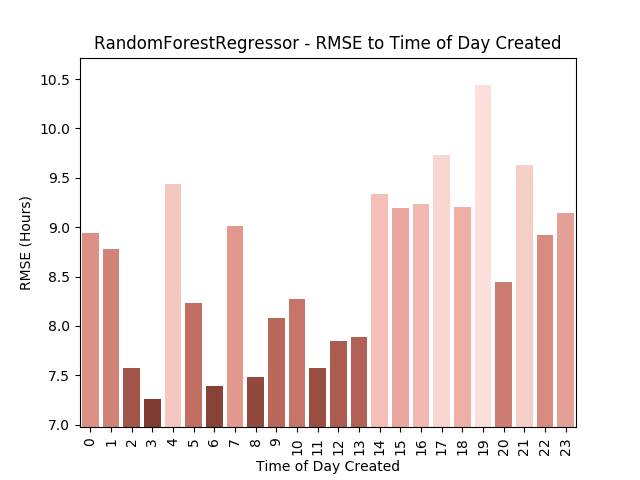 RandomForestRegressor - RMSE to Time of Day Created
10.5
10.0
9.5
9.0
8.5
8.0
7.5
7.0
RMSE (Hours)
0 1 2 3 4 5 6 7 8 9 10 11 12 13 14 15 16 17 18 19 20 21 22 23
Time of Day Created